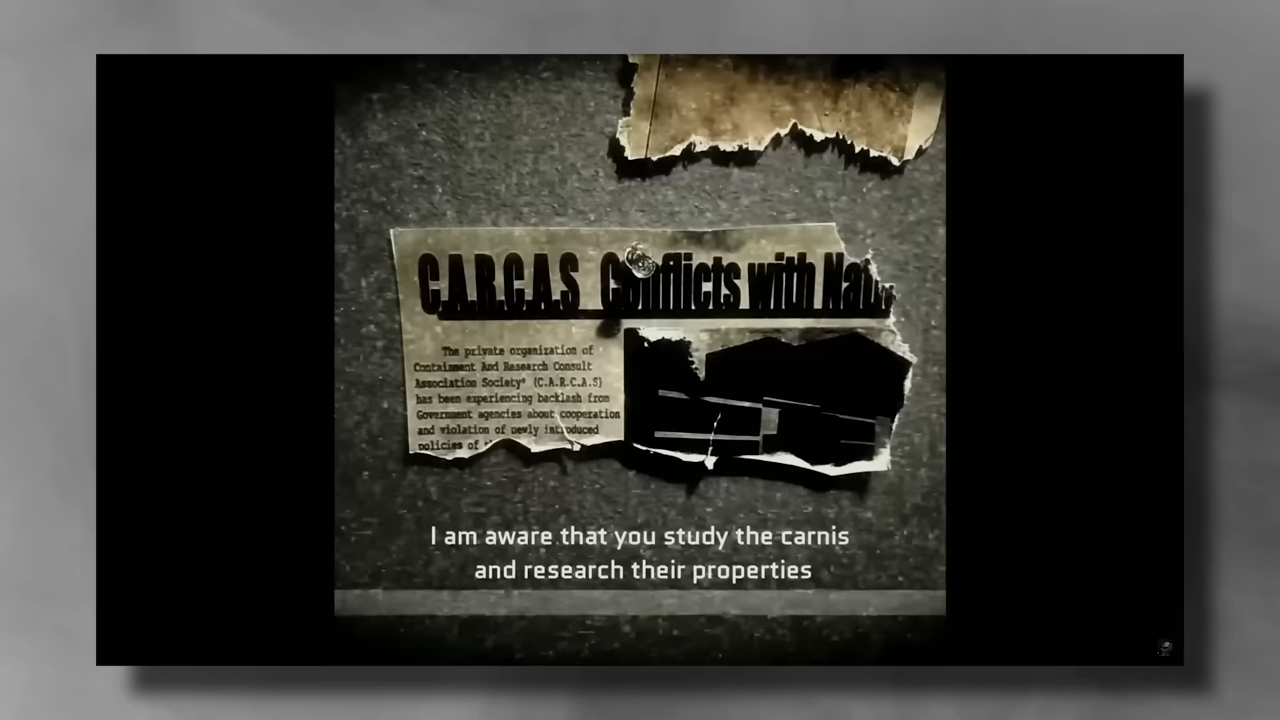 C.A.R.C.A.S Conflicts with
The private organization of
Containment And Research Consult
Association Society® (C.A.R.C.A.S)
has been experiencing backlash from
Government agencies about cooperation
and violation of newly introduced
policies of
I am aware that you study the carnis
and research their properties